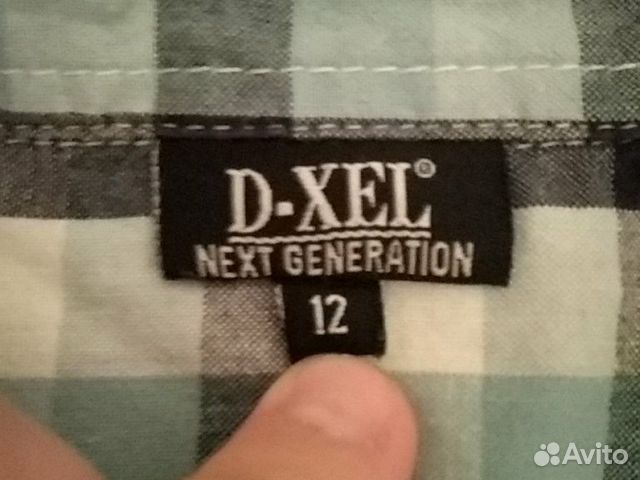 D-XEL®
NEXT GENERATION
12
Avito